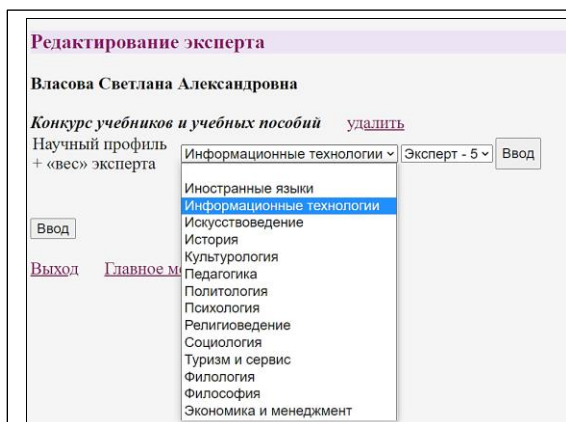 Редактирование эксперта
Власова Светлана Александровна
Конкурс учебников и учебных пособий удалить
Научный профиль
+ «вес» эксперта Информационные технологии Эксперт - 5 Ввод
Иностранные языки
Информационные технологии
Искусствоведение
История
Ввод
Культурология
Выход Главное
Педагогика
Политология
Психология
Религиоведение
Социология
Туризм и сервис
Филология
Философия
Экономика и менеджмент